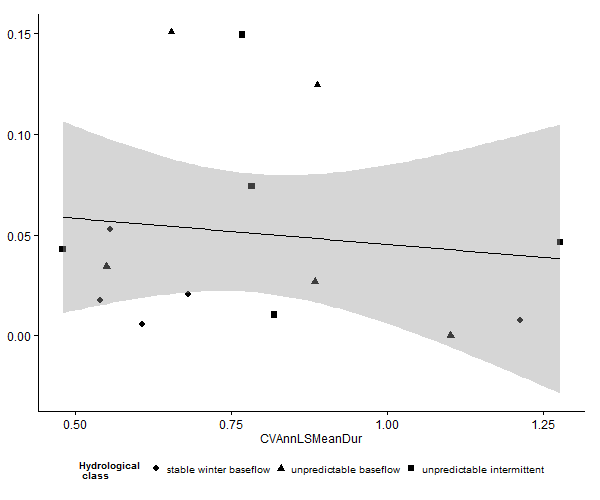 0.15
0.10
0.05
0.00
0.50 0.75 1.00 1.25
CVAnnLSMeanDur
Hydrological
class
stable winter baseflow unpredictable baseflow unpredictable intermittent